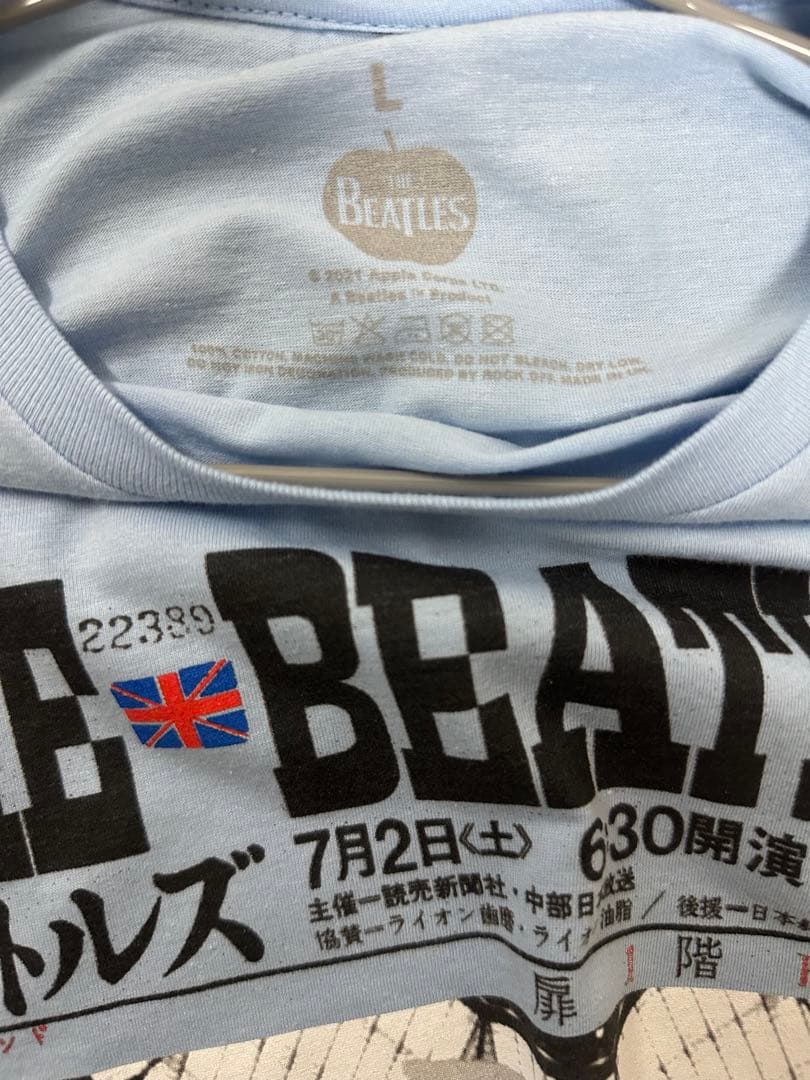 L
THE
BEATLES
© 2021 Apple Corps LTD.
A Beatles ™ Product
100% COTTON. MACHINE WASH COLD. DO NOT BLEACH. DRY LOW.
DO NOT IRON DECORATION. PRODUCED BY ROCK OFF. MADE IN UK.
E 22389 BEAT
トルズ
7月2日《土》 6:30開演
主催ー読売新聞社・中部日本放送
協賛ーライオン歯磨・ライオン油脂 / 後援ー日本
扉 階
ッド